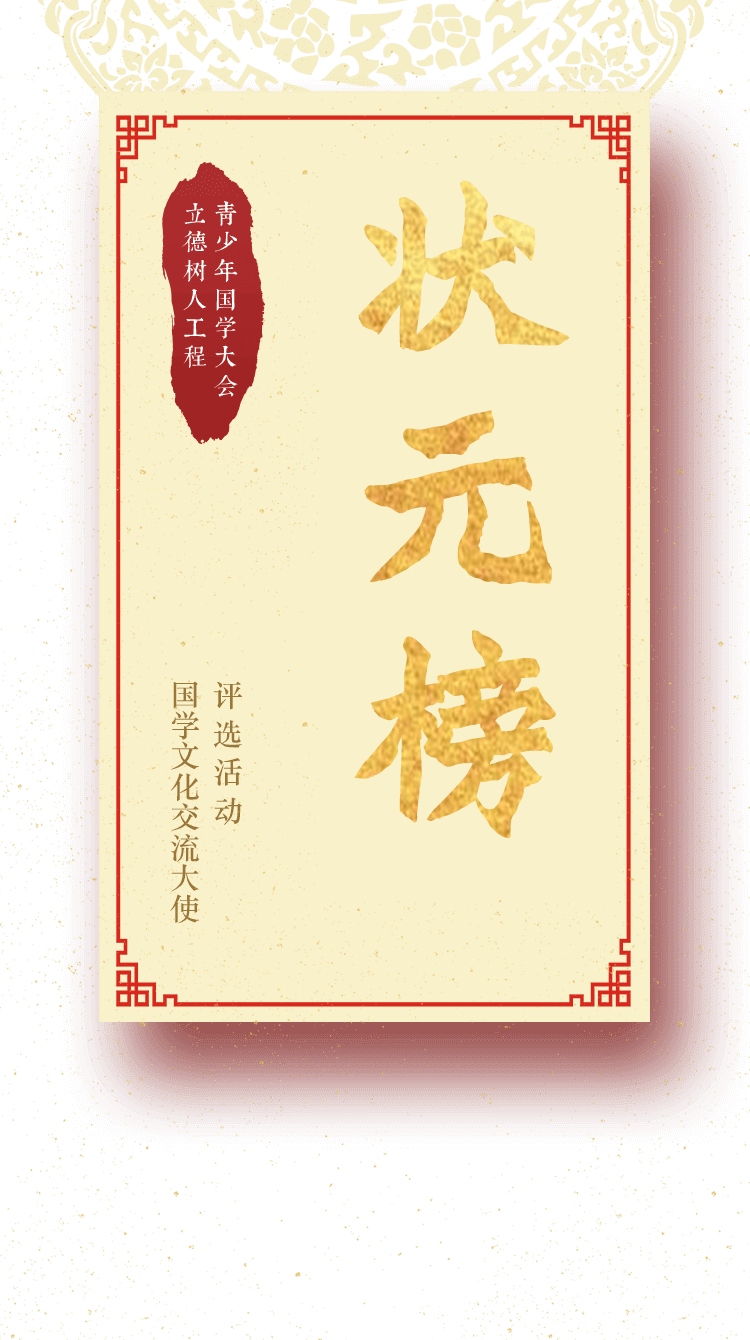 状元榜
青少年国学大会
立德树人工程
评选活动
国学文化交流大使